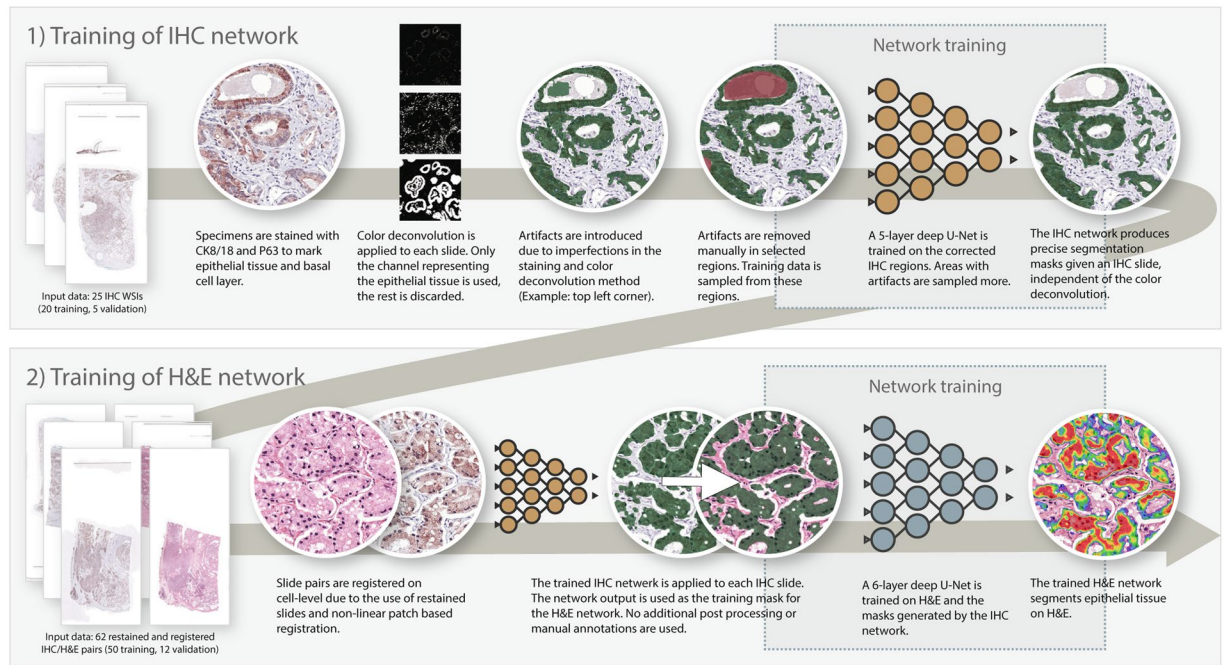 1) Training of IHC network
Network training
Specimens are stained with
CK8/18 and P63 to mark
epithelial tissue and basal
cell layer.
Color deconvolution is
applied to each slide. Only
the channel representing
the epithelial tissue is used,
the rest is discarded.
Artifacts are introduced
due to imperfections in the
staining and color
deconvolution method
(Example: top left corner).
Artifacts are removed
manually in selected
regions. Training data is
sampled from these
regions.
A 5-layer deep U-Net is
trained on the corrected
IHC regions. Areas with
artifacts are sampled more.
The IHC network produces
precise segmentation
masks given an IHC slide,
independent of the color
deconvolution.
Input data: 25 IHC WSIs
(20 training, 5 validation)
2) Training of H&E network
Network training
Slide pairs are registered on
cell-level due to the use of restained
slides and non-linear patch based
registration.
The trained IHC netwerk is applied to each IHC slide.
The network output is used as the training mask for
the H&E network. No additional post processing or
manual annotations are used.
A 6-layer deep U-Net is
trained on H&E and the
masks generated by the IHC
network.
The trained H&E network
segments epithelial tissue
on H&E.
Input data: 62 restained and registered
IHC/H&E pairs (50 training, 12 validation)